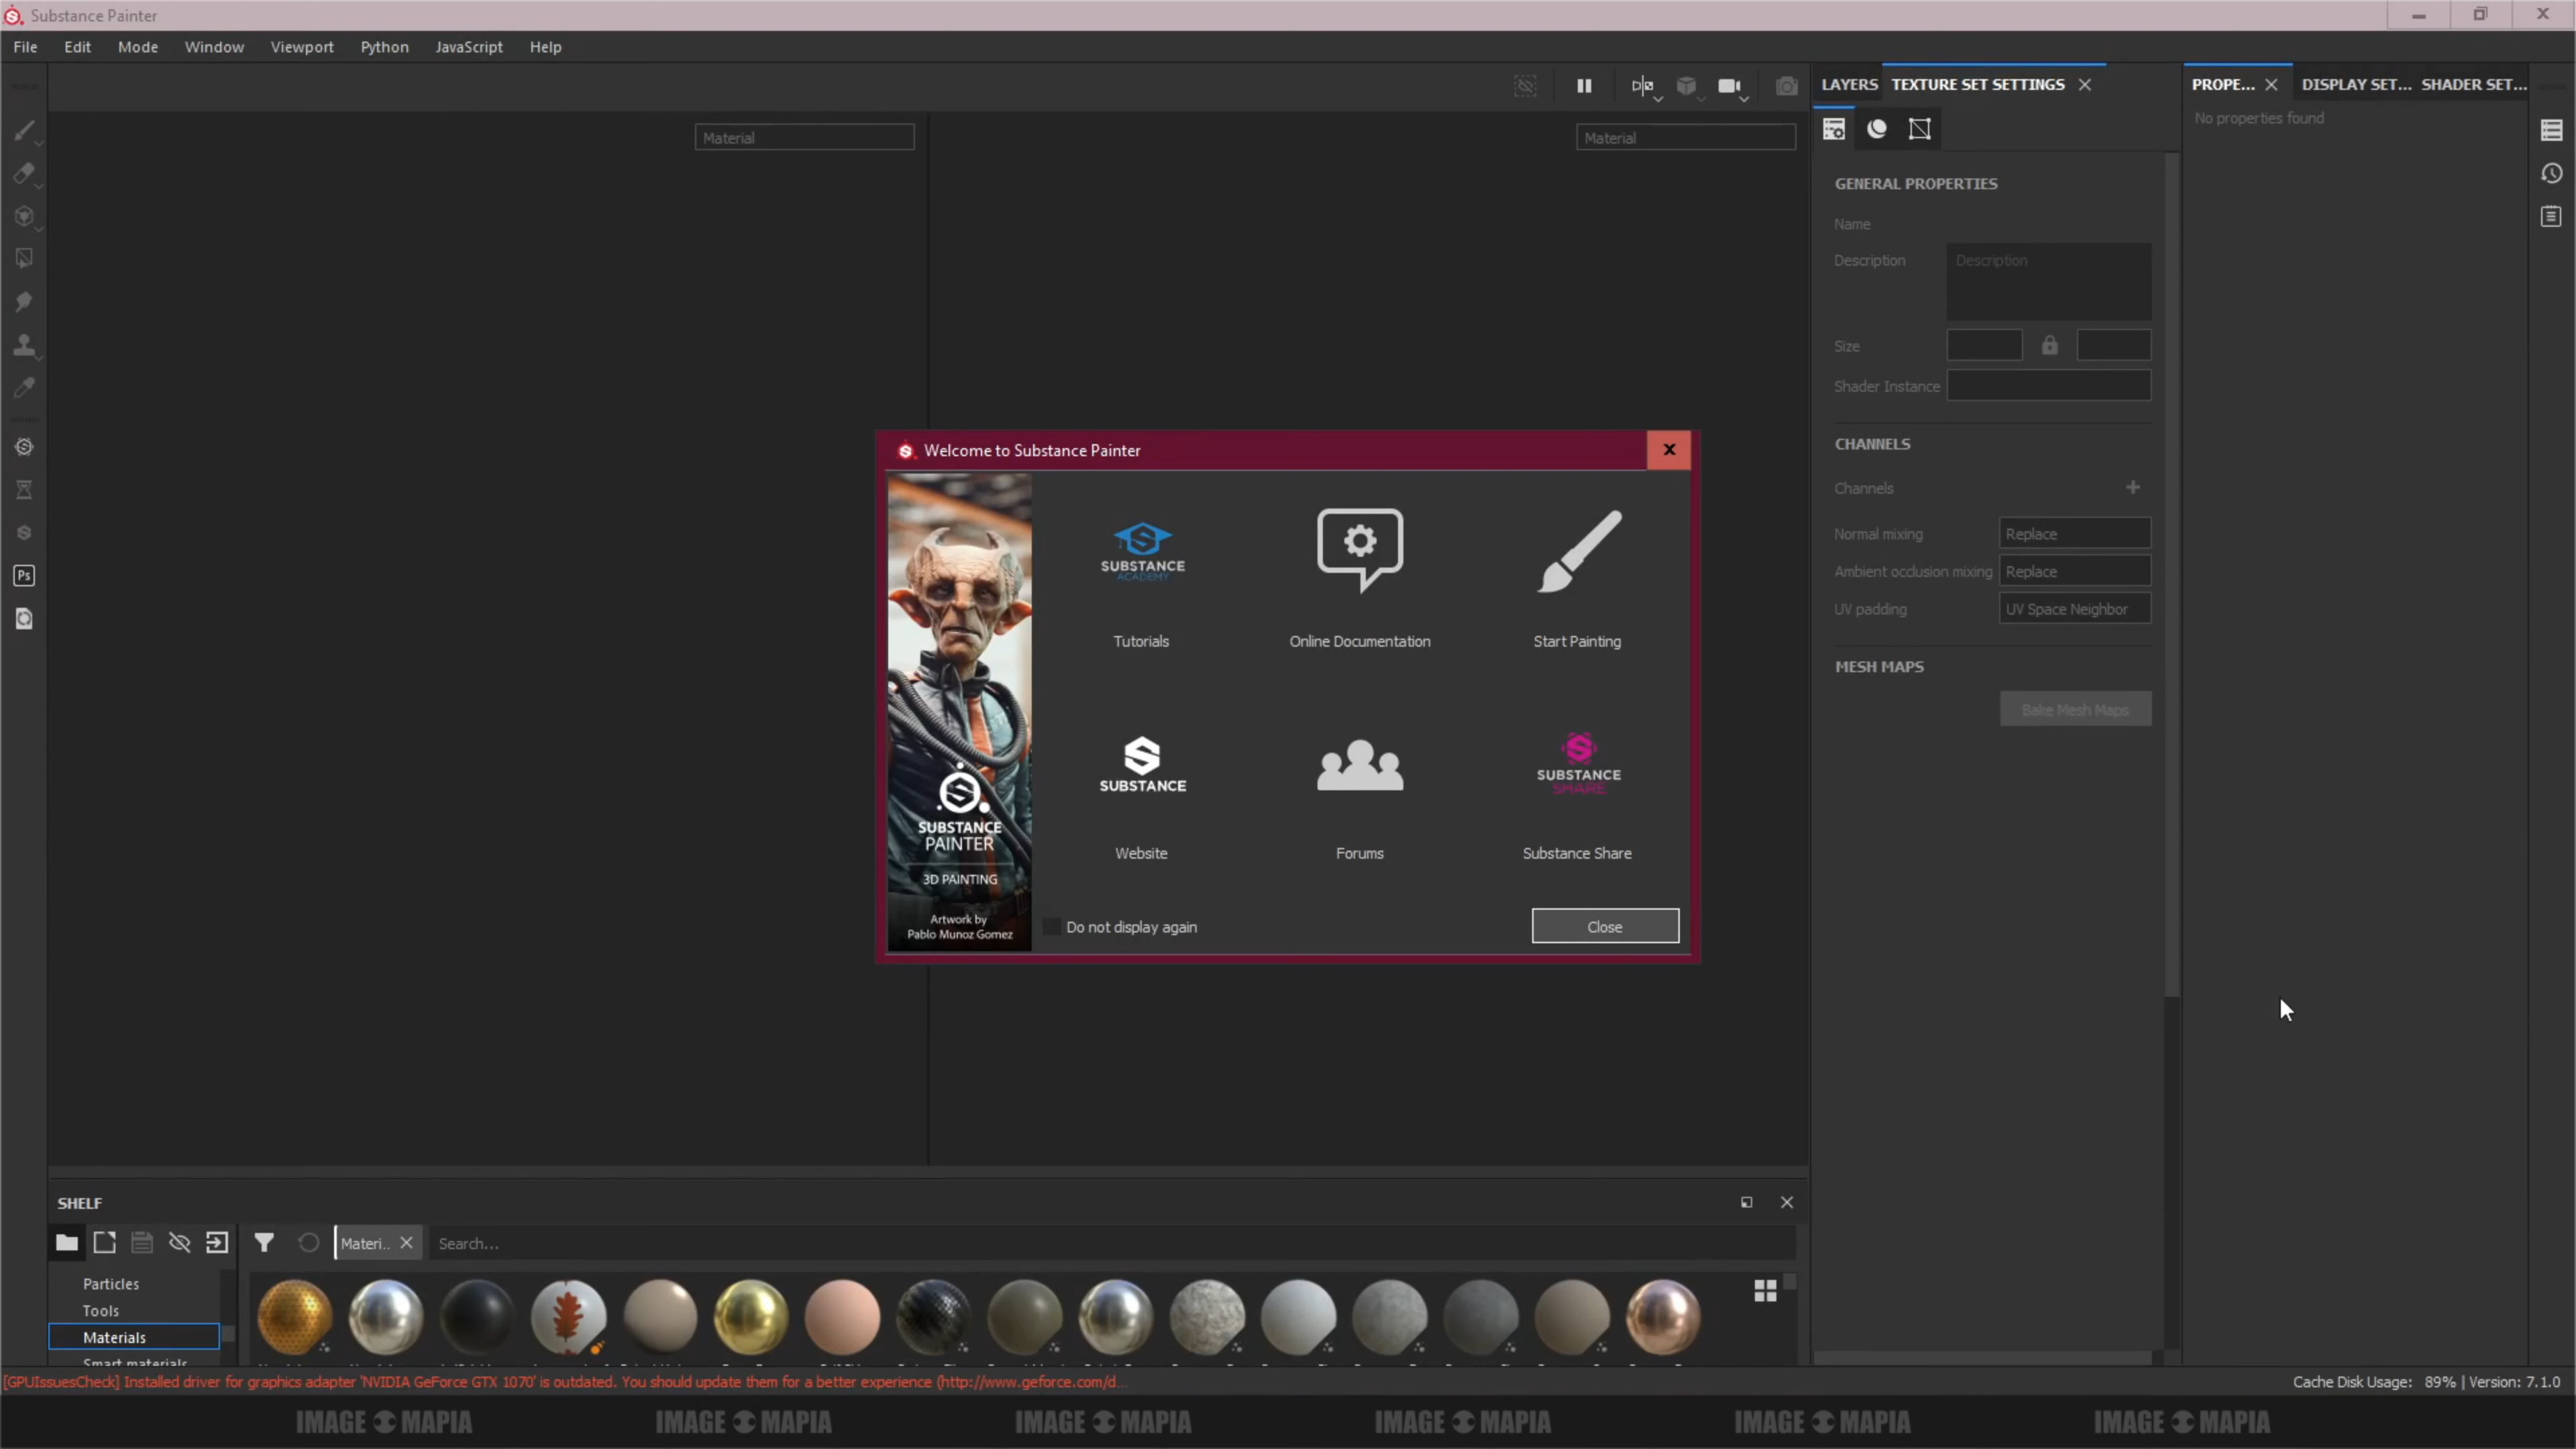 Substance Painter
File Edit Mode Window Viewport Python JavaScript Help
LAYERS TEXTURE SET SETTINGS
PROPE... DISPLAY SET... SHADER SET...
Material
Material
No properties found
GENERAL PROPERTIES
Name
Description Description
Size
Shader Instance
CHANNELS
Channels
Normal mixing Replace
Ambient occlusion mixing Replace
UV padding UV Space Neighbor
MESH MAPS
Bake Mesh Maps
Welcome to Substance Painter
SUBSTANCE
ACADEMY
Tutorials
Online Documentation
Start Painting
SUBSTANCE
Website
Forums
SUBSTANCE
SHARE
Substance Share
SUBSTANCE
PAINTER
3D PAINTING
Artwork by
Pablo Munoz Gomez
Do not display again
Close
Ps
SHELF
Materi.. Search...
Particles
Tools
Materials
Smart materials
[GPUIssuesCheck] Installed driver for graphics adapter 'NVIDIA GeForce GTX 1070' is outdated. You should update them for a better experience (http://www.geforce.com/d...
Cache Disk Usage: 89% | Version: 7.1.0
IMAGE MAPIA IMAGE MAPIA IMAGE MAPIA IMAGE MAPIA IMAGE MAPIA IMAGE MAPIA